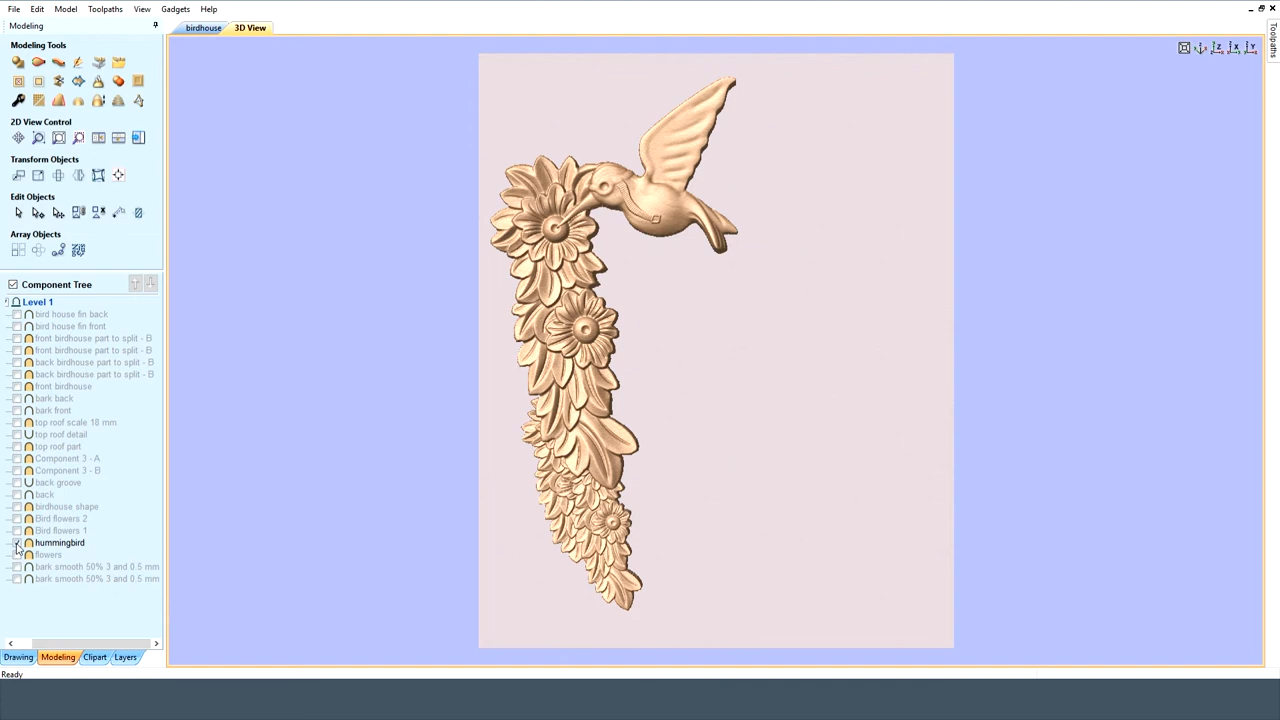 File Edit Model Toolpaths View Gadgets Help
Modeling
birdhouse 3D View
Toolpaths
Modeling Tools
2D View Control
Transform Objects
Edit Objects
Array Objects
Component Tree
Level 1
bird house fin back
bird house fin front
front birdhouse part to split - B
front birdhouse part to split - B
back birdhouse part to split - B
back birdhouse part to split - B
front birdhouse
bark back
bark front
top roof scale 18 mm
top roof detail
top roof part
Component 3 - A
Component 3 - B
back groove
back
birdhouse shape
Bird flowers 2
Bird flowers 1
hummingbird
flowers
bark smooth 50% 3 and 0.5 mm
bark smooth 50% 3 and 0.5 mm
Drawing Modeling Clipart Layers
Ready